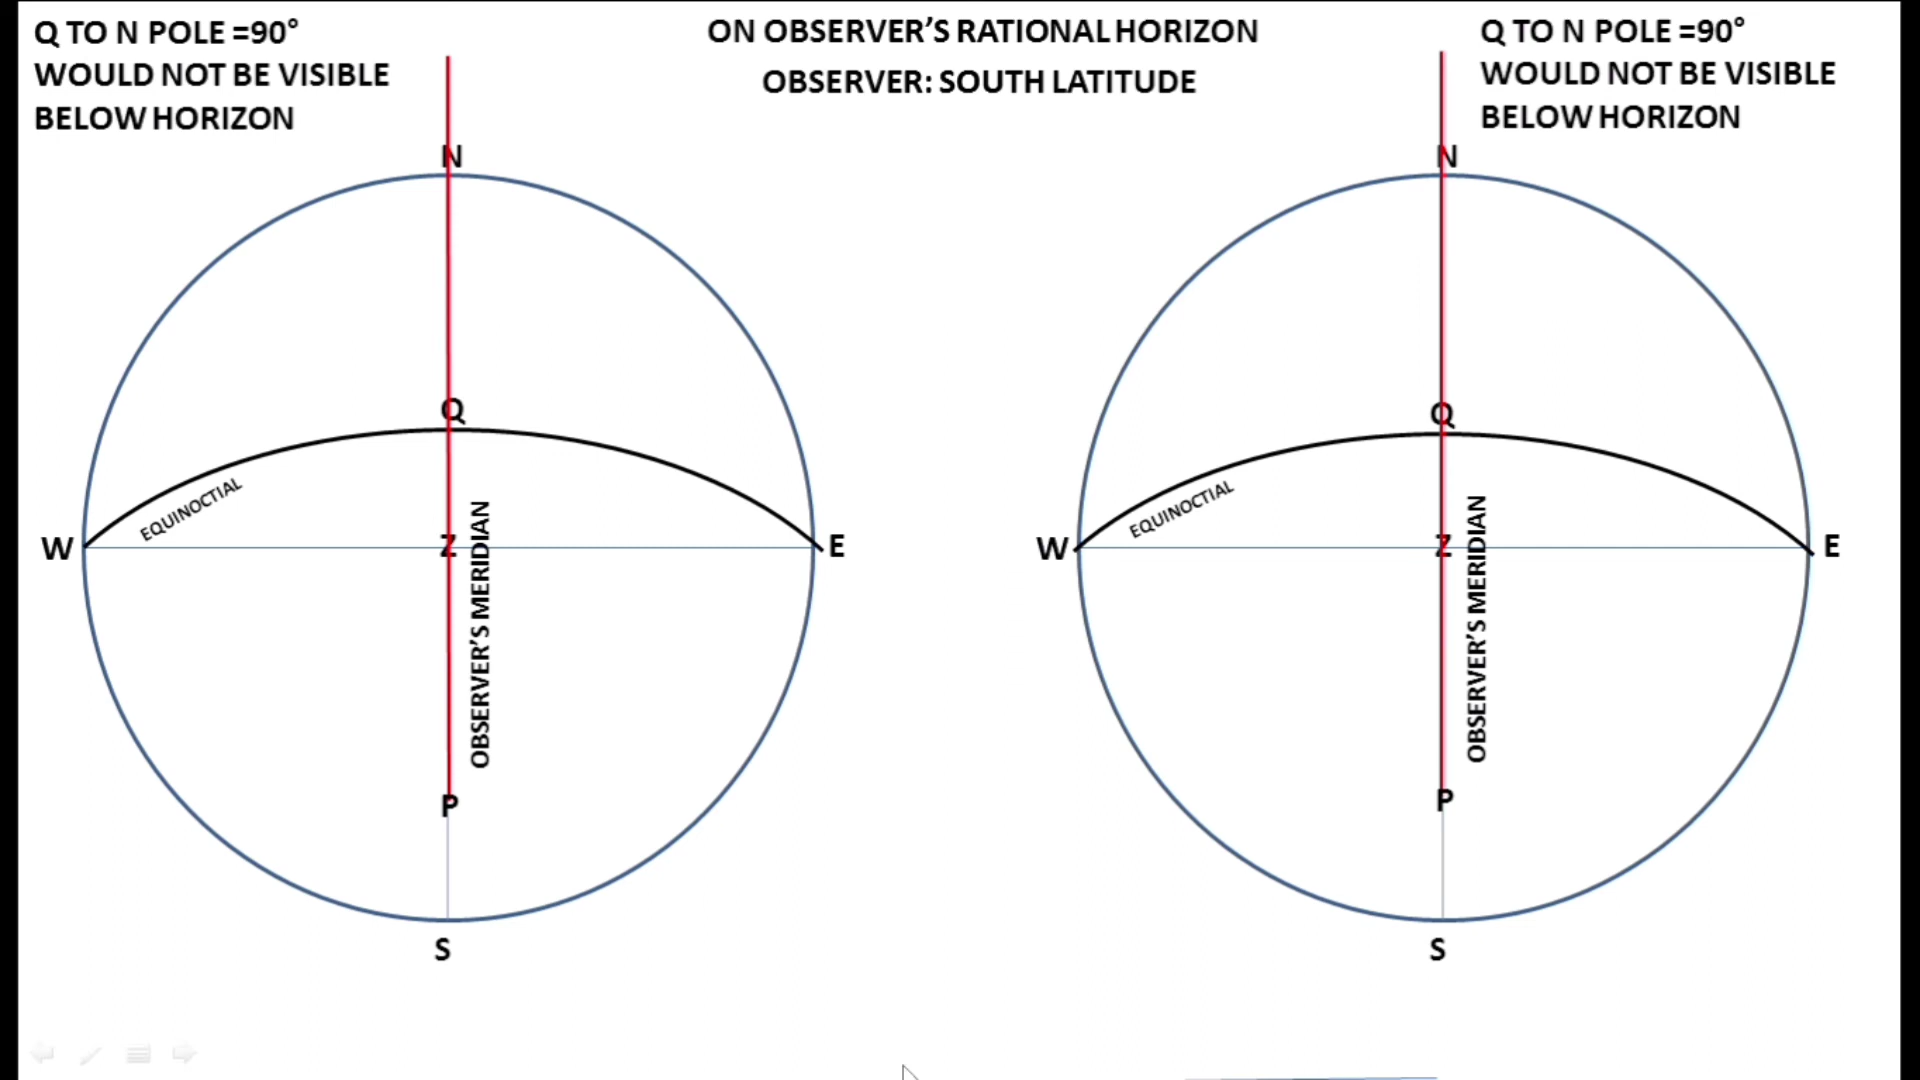 Q TO N POLE =90°
WOULD NOT BE VISIBLE
BELOW HORIZON
ON OBSERVER'S RATIONAL HORIZON
OBSERVER: SOUTH LATITUDE
Q TO N POLE =90°
WOULD NOT BE VISIBLE
BELOW HORIZON
N
Q
EQUINOCTIAL
W
Z
E
OBSERVER'S MERIDIAN
P
S
N
Q
EQUINOCTIAL
W
Z
E
OBSERVER'S MERIDIAN
P
S